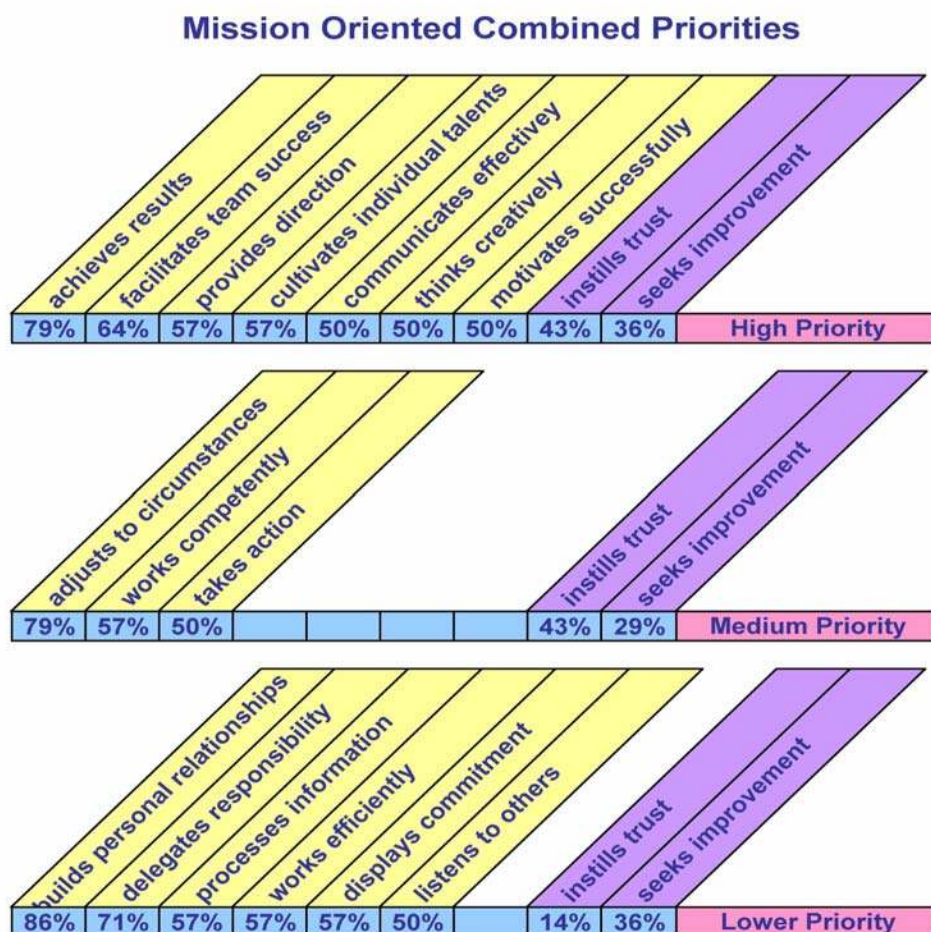 Mission Oriented Combined Priorities
achieves results
facilitates team success
provides direction
cultivates individual talents
communicates effectivey
thinks creatively
motivates successfully
instills trust
seeks improvement
79% 64% 57% 57% 50% 50% 50% 43% 36% High Priority
adjusts to circumstances
works competently
takes action
instills trust
seeks improvement
79% 57% 50% 43% 29% Medium Priority
builds personal relationships
delegates responsibility
processes information
works efficiently
displays commitment
listens to others
instills trust
seeks improvement
86% 71% 57% 57% 57% 50% 14% 36% Lower Priority